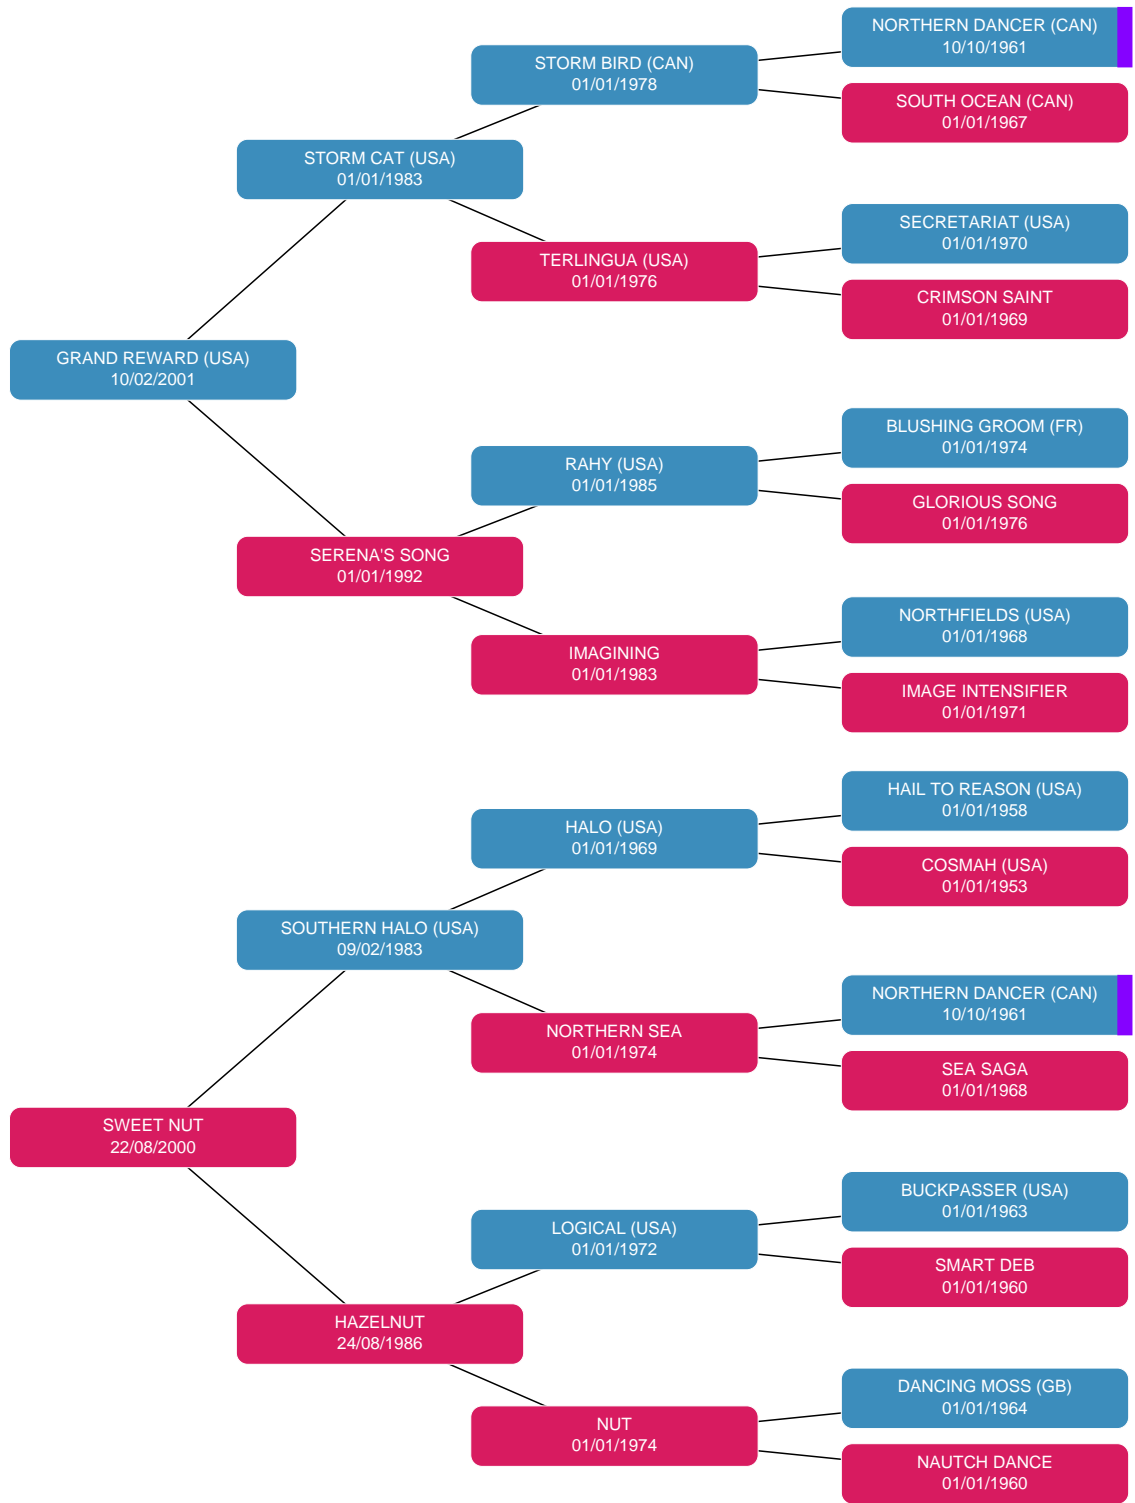 NORTHERN DANCER (CAN)
10/10/1961
STORM BIRD (CAN)
01/01/1978
SOUTH OCEAN (CAN)
01/01/1967
STORM CAT (USA)
01/01/1983
SECRETARIAT (USA)
01/01/1970
TERLINGUA (USA)
01/01/1976
CRIMSON SAINT
01/01/1969
GRAND REWARD (USA)
10/02/2001
BLUSHING GROOM (FR)
01/01/1974
RAHY (USA)
01/01/1985
GLORIOUS SONG
01/01/1976
SERENA'S SONG
01/01/1992
NORTHFIELDS (USA)
01/01/1968
IMAGINING
01/01/1983
IMAGE INTENSIFIER
01/01/1971
HAIL TO REASON (USA)
01/01/1958
HALO (USA)
01/01/1969
COSMAH (USA)
01/01/1953
SOUTHERN HALO (USA)
09/02/1983
NORTHERN DANCER (CAN)
10/10/1961
NORTHERN SEA
01/01/1974
SEA SAGA
01/01/1968
SWEET NUT
22/08/2000
BUCKPASSER (USA)
01/01/1963
LOGICAL (USA)
01/01/1972
SMART DEB
01/01/1960
HAZELNUT
24/08/1986
DANCING MOSS (GB)
01/01/1964
NUT
01/01/1974
NAUTCH DANCE
01/01/1960